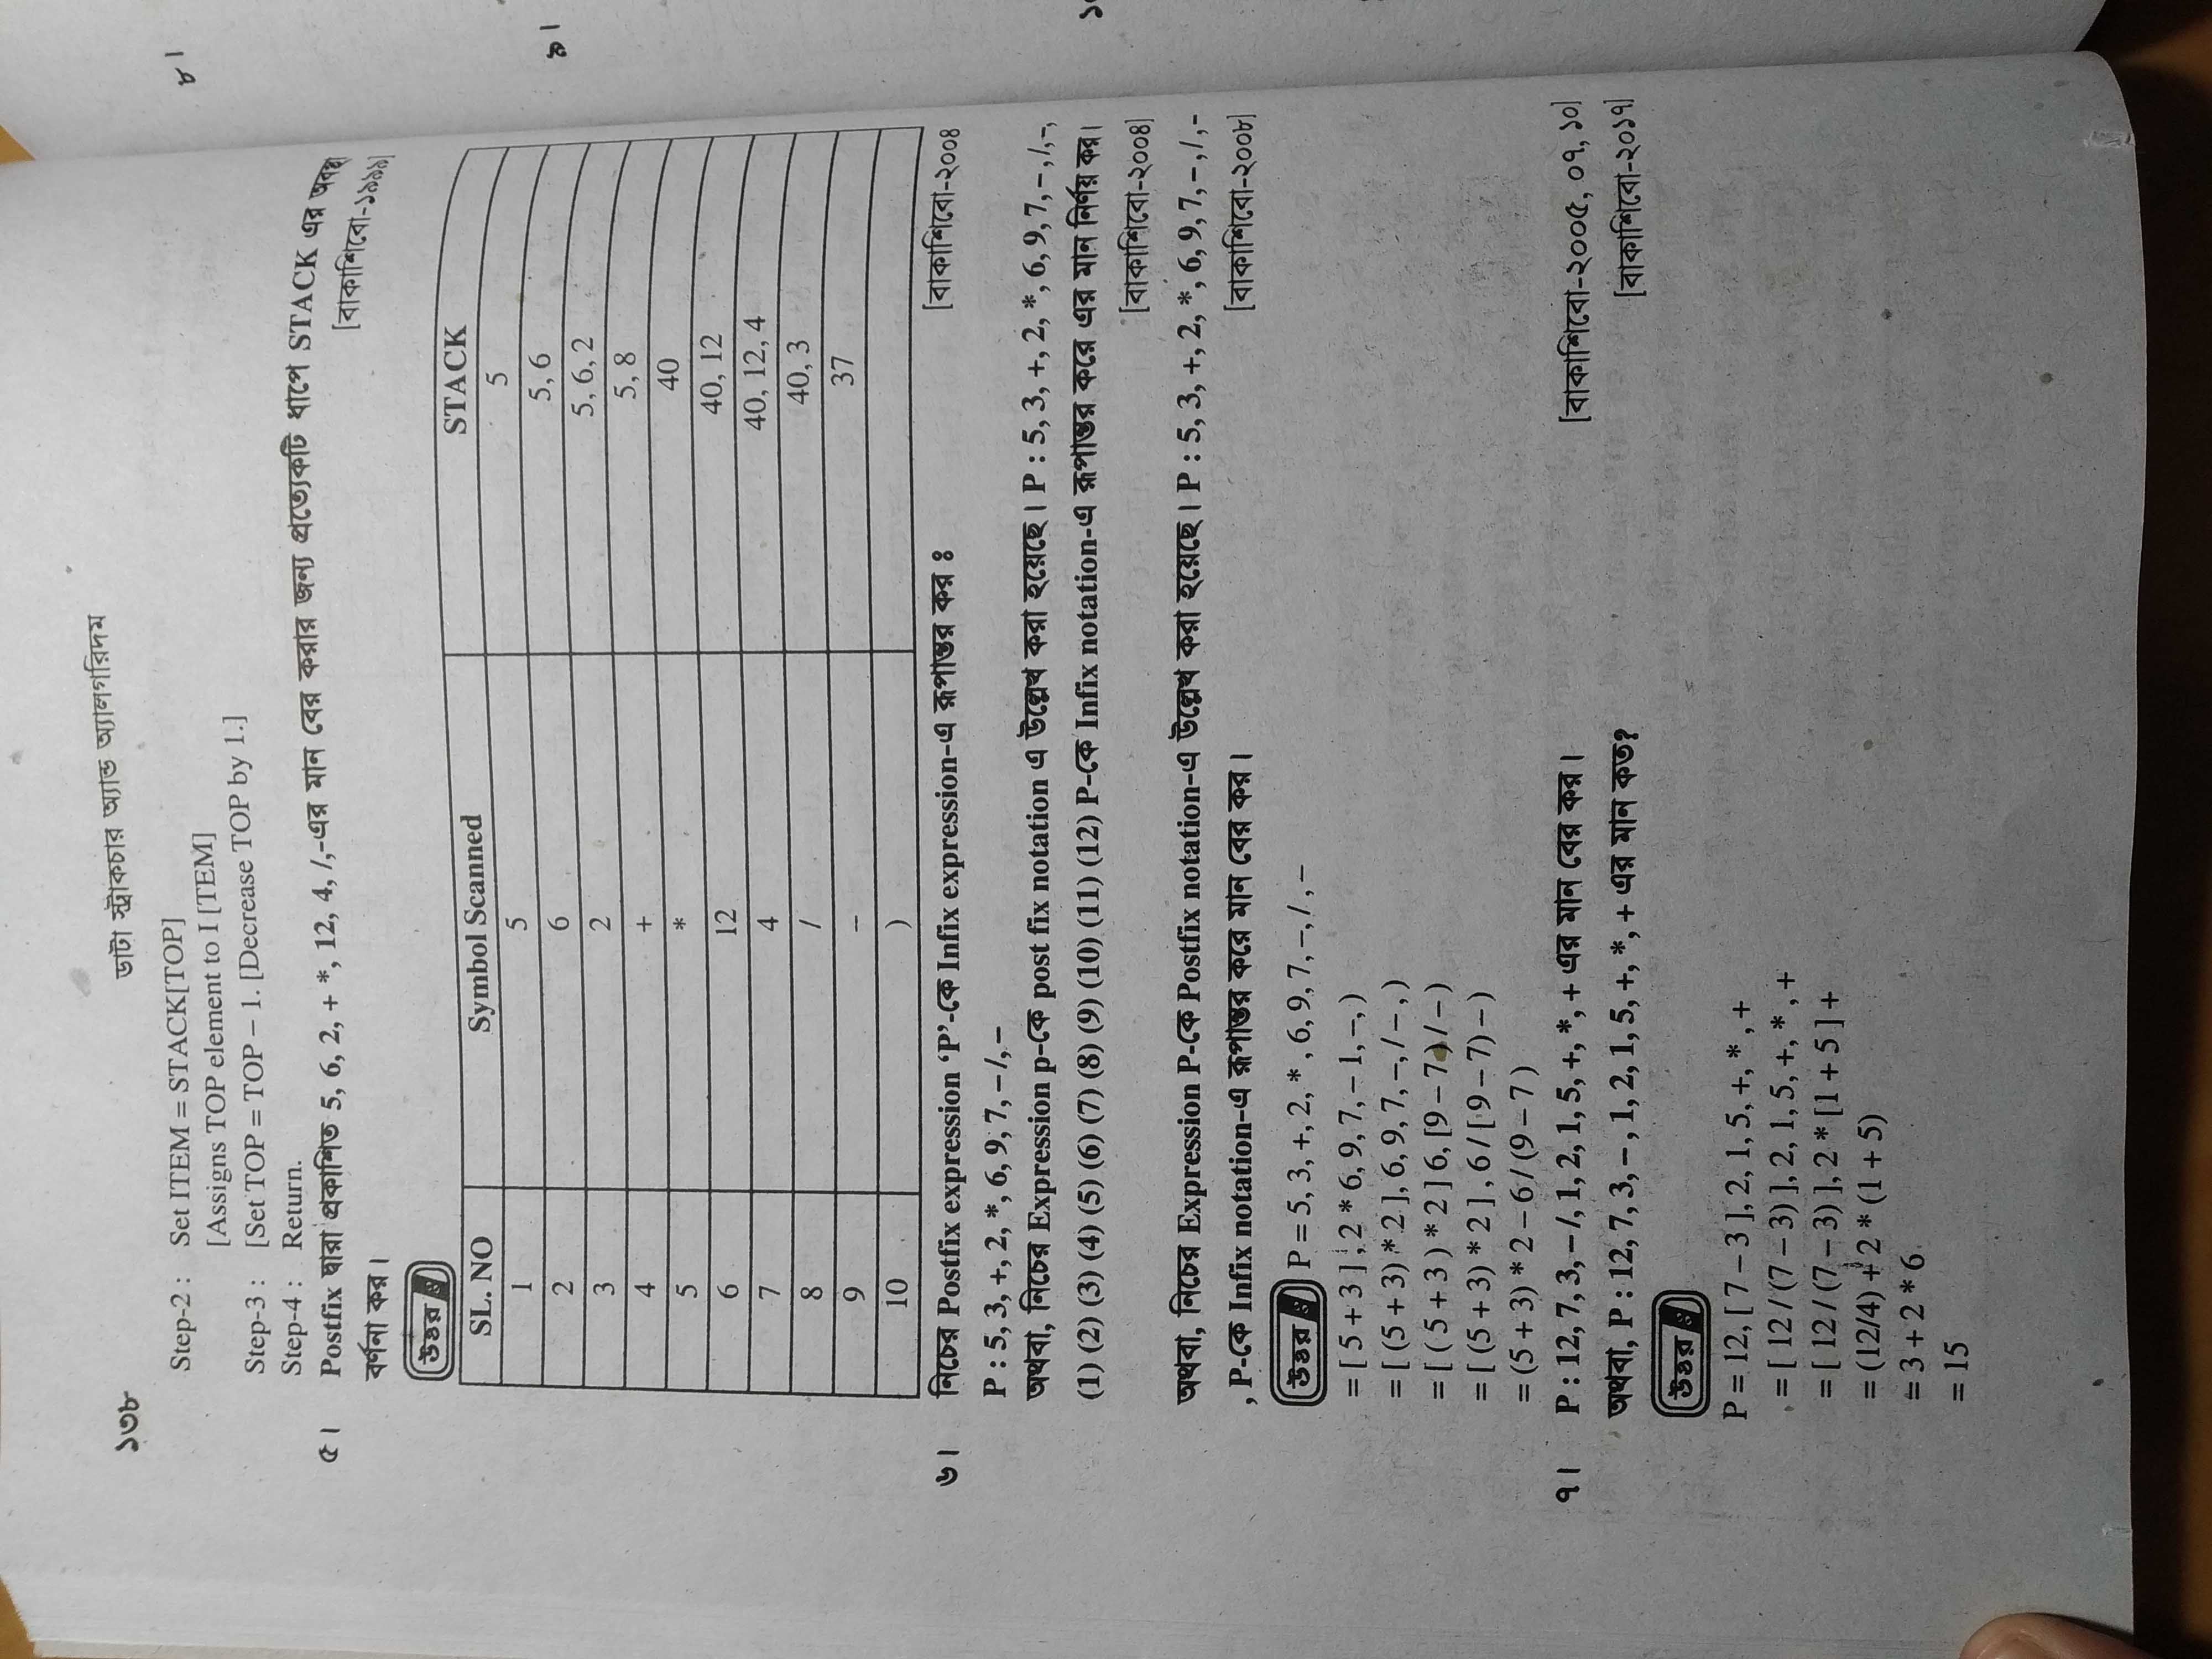 ১৩৮
ডাটা স্ট্রাকচার অ্যান্ড অ্যালগরিদম
Step-2 : Set ITEM = STACK[TOP]
[Assigns TOP element to I [TEM]
Step-3 : [Set TOP = TOP – 1. [Decrease TOP by 1.]
Step-4 : Return.
৫। Postfix দ্বারা প্রকাশিত 5, 6, 2, + *, 12, 4, /,-এর মান বের করার জন্য প্রত্যেকটি ধাপে STACK এর অবস্থা
বর্ণনা কর।
[বাকাশিবো-১৯৯৯]
উত্তর ঃ
SL. NO Symbol Scanned STACK
1 5 5
2 6 5, 6
3 2 5, 6, 2
4 + 5, 8
5 * 40
6 12 40, 12
7 4 40, 12, 4
8 / 40, 3
9 – 37
10 )
৬। নিচের Postfix expression ‘P’-কে Infix expression-এ রূপান্তর কর ঃ [বাকাশিবো-২০০৪
P : 5, 3, +, 2, *, 6, 9, 7, – /, –
অথবা, নিচের Expression p-কে post fix notation এ উল্লেখ করা হয়েছে। P : 5, 3, +, 2, *, 6, 9, 7, –, /, –,
(1) (2) (3) (4) (5) (6) (7) (8) (9) (10) (11) (12) P-কে Infix notation-এ রূপান্তর করে এর মান নির্ণয় কর।
[বাকাশিবো-২০০৪]
অথবা, নিচের Expression P-কে Postfix notation-এ উল্লেখ করা হয়েছে। P : 5, 3, +, 2, *, 6, 9, 7, –, /, –
, P-কে Infix notation-এ রূপান্তর করে মান বের কর। [বাকাশিবো-২০০৮]
উত্তর ঃ P = 5, 3, +, 2, *, 6, 9, 7, –, /, –
= [ 5 + 3 ], 2 * 6, 9, 7, – 1, –, )
= [ (5 + 3) * 2 ], 6, 9, 7, –, / –, )
= [ ( 5 + 3 ) * 2 ] 6, [9 – 7) / –)
= [ (5 + 3) * 2 ] , 6 / [ 9 – 7) –)
= (5 + 3) * 2 – 6 / (9 – 7 )
৭। P : 12, 7, 3, – /, 1, 2, 1, 5, +, *, + এর মান বের কর। [বাকাশিবো-২০০৫, ০৭, ১০]
অথবা, P : 12, 7, 3, –, 1, 2, 1, 5, +, *, + এর মান কত? [বাকাশিবো-২০১৭]
উত্তর ঃ
P = 12, [ 7 – 3 ], 2, 1, 5, +, *, +
= [ 12 / (7 – 3) ], 2, 1, 5, +, *, +
= [ 12 / (7 – 3) ], 2 * [1 + 5 ] +
= (12/4) + 2 * (1 + 5)
= 3 + 2 * 6
= 15
৮।
৯।